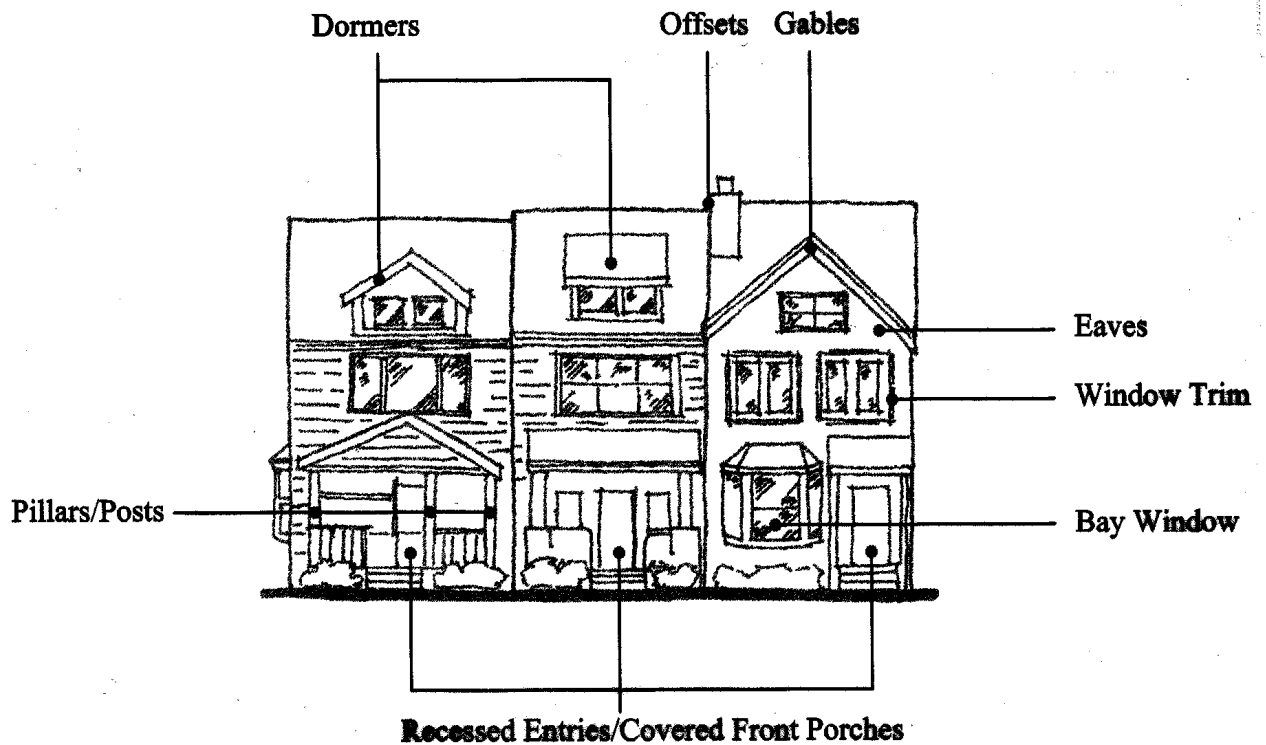 Dormers
Offsets
Gables
Eaves
Window Trim
Pillars/Posts
Bay Window
Recessed Entries/Covered Front Porches